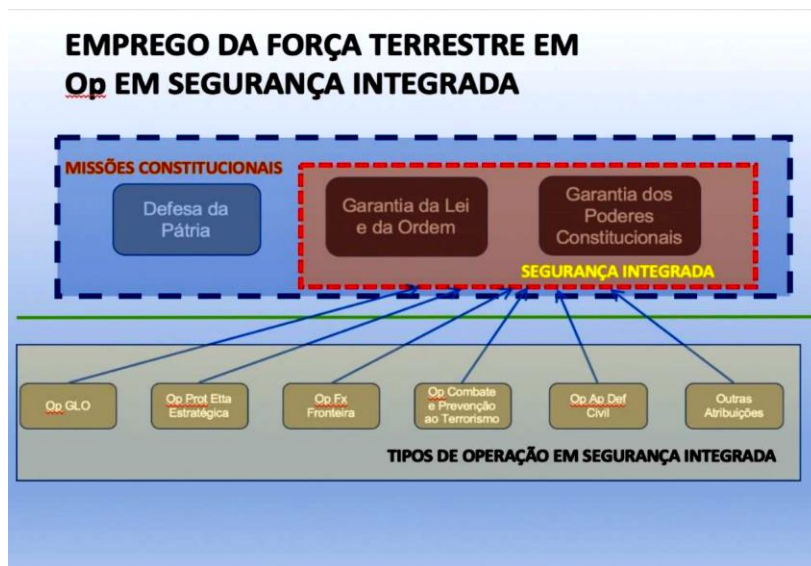 EMPREGO DA FORÇA TERRESTRE EM
Op EM SEGURANÇA INTEGRADA
MISSÕES CONSTITUCIONAIS
Defesa da
Pátria
Garantia da Lei
e da Ordem
Garantia dos
Poderes
Constitucionais
SEGURANÇA INTEGRADA
Op GLO
Op Prot Etta
Estratégica
Op Fx
Fronteira
Op Combate
e Prevenção
ao Terrorismo
Op Ap Def
Civil
Outras
Atribuições
TIPOS DE OPERAÇÃO EM SEGURANÇA INTEGRADA